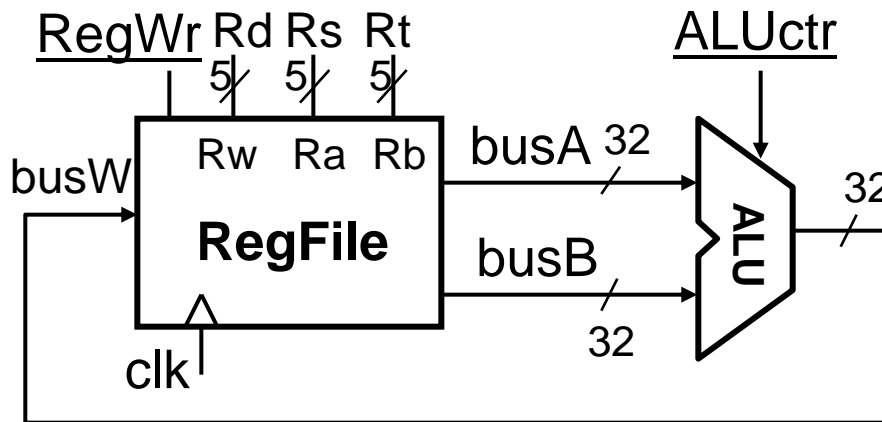 RegWr Rd Rs Rt ALUctr
5 5 5
Rw Ra Rb busA 32
busW 32
RegFile ALU
busB
32
clk